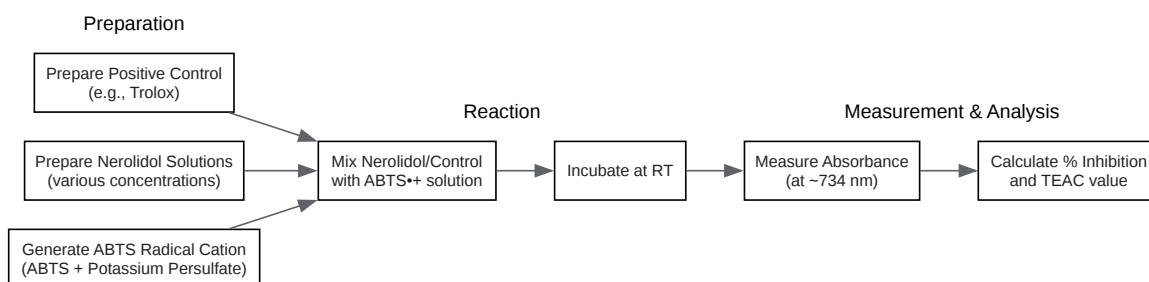 Preparation
Prepare Positive Control
(e.g., Trolox)
Prepare Nerolidol Solutions
(various concentrations)
Generate ABTS Radical Cation
(ABTS + Potassium Persulfate)
Reaction
Mix Nerolidol/Control
with ABTS•+ solution
Incubate at RT
Measurement & Analysis
Measure Absorbance
(at ~734 nm)
Calculate % Inhibition
and TEAC value